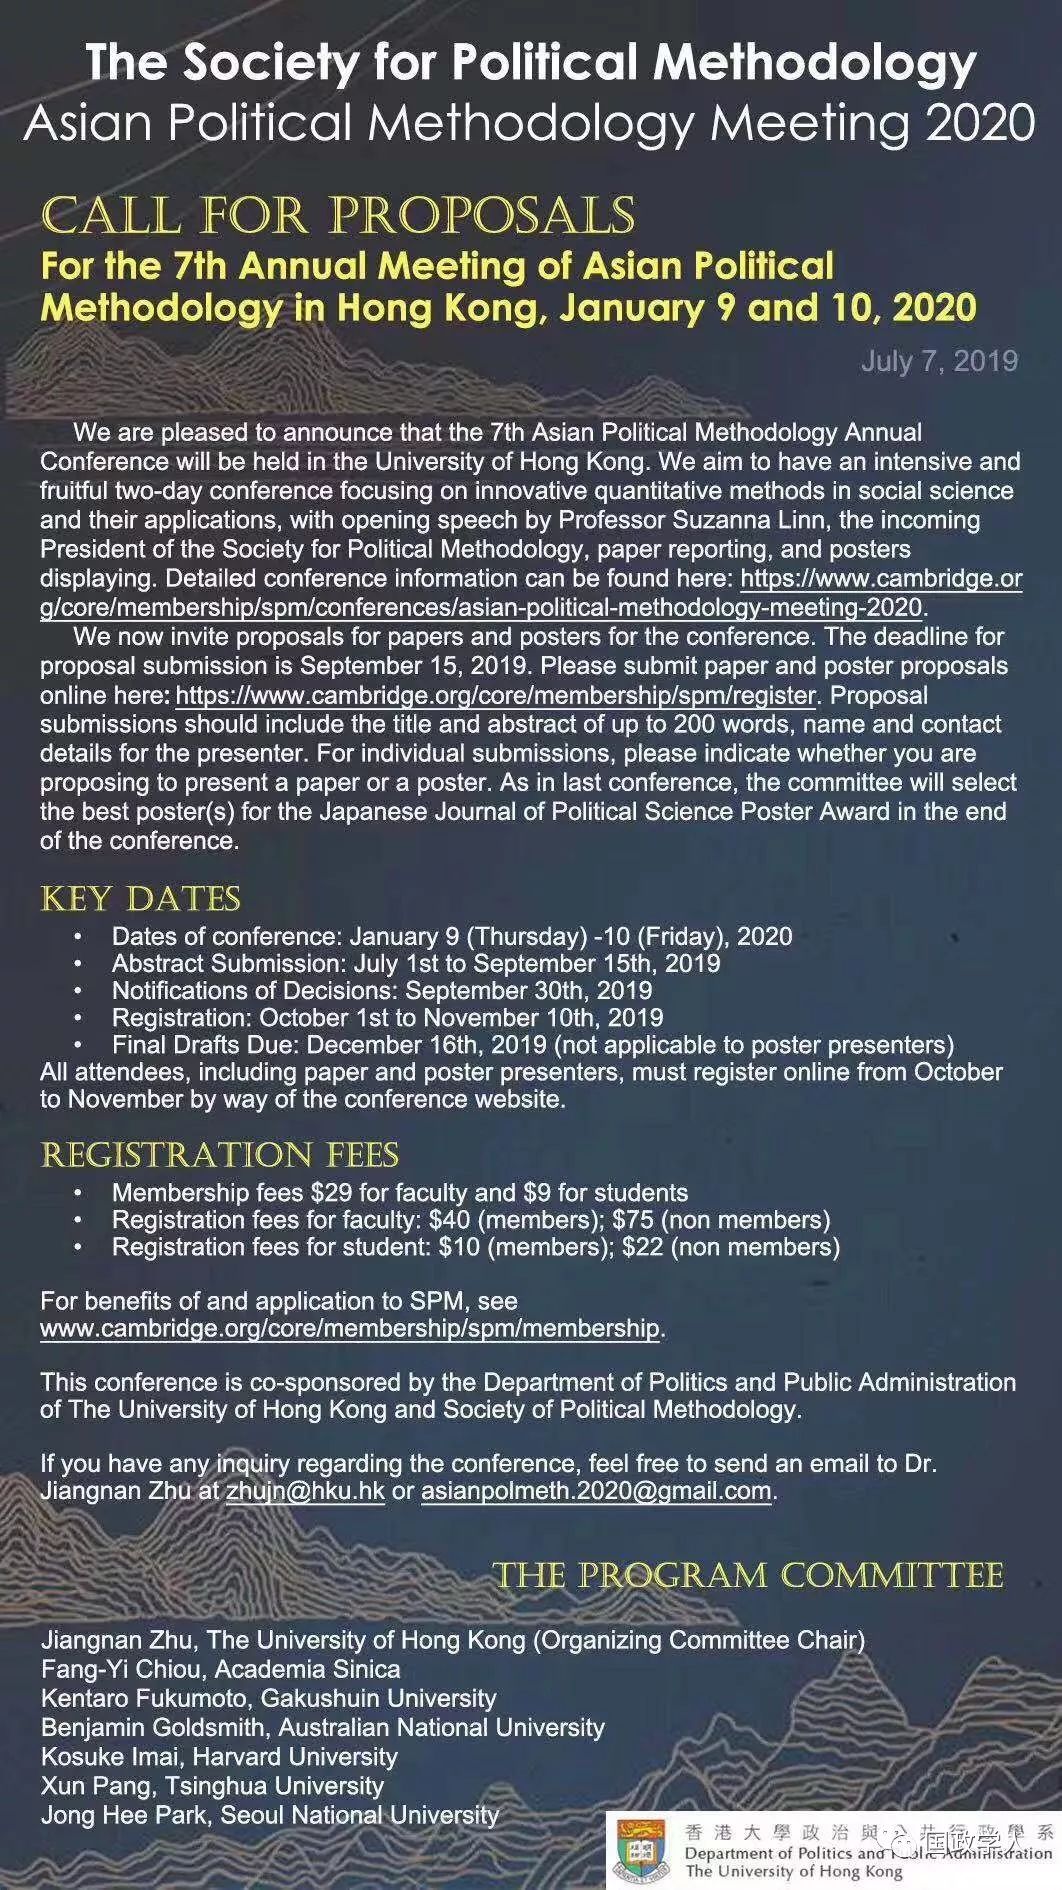 The Society for Political Methodology
Asian Political Methodology Meeting 2020
CALL FOR PROPOSALS
For the 7th Annual Meeting of Asian Political
Methodology in Hong Kong, January 9 and 10, 2020
July 7, 2019
We are pleased to announce that the 7th Asian Political Methodology Annual
Conference will be held in the University of Hong Kong. We aim to have an intensive and
fruitful two-day conference focusing on innovative quantitative methods in social science
and their applications, with opening speech by Professor Suzanna Linn, the incoming
President of the Society for Political Methodology, paper reporting, and posters
displaying. Detailed conference information can be found here: https://www.cambridge.or
g/core/membership/spm/conferences/asian-political-methodology-meeting-2020.
We now invite proposals for papers and posters for the conference. The deadline for
proposal submission is September 15, 2019. Please submit paper and poster proposals
online here: https://www.cambridge.org/core/membership/spm/register. Proposal
submissions should include the title and abstract of up to 200 words, name and contact
details for the presenter. For individual submissions, please indicate whether you are
proposing to present a paper or a poster. As in last conference, the committee will select
the best poster(s) for the Japanese Journal of Political Science Poster Award in the end
of the conference.
KEY DATES
• Dates of conference: January 9 (Thursday) -10 (Friday), 2020
• Abstract Submission: July 1st to September 15th, 2019
• Notifications of Decisions: September 30th, 2019
• Registration: October 1st to November 10th, 2019
• Final Drafts Due: December 16th, 2019 (not applicable to poster presenters)
All attendees, including paper and poster presenters, must register online from October
to November by way of the conference website.
REGISTRATION FEES
• Membership fees $29 for faculty and $9 for students
• Registration fees for faculty: $40 (members); $75 (non members)
• Registration fees for student: $10 (members); $22 (non members)
For benefits of and application to SPM, see
www.cambridge.org/core/membership/spm/membership.
This conference is co-sponsored by the Department of Politics and Public Administration
of The University of Hong Kong and Society of Political Methodology.
If you have any inquiry regarding the conference, feel free to send an email to Dr.
Jiangnan Zhu at zhujn@hku.hk or asianpolmeth.2020@gmail.com.
THE PROGRAM COMMITTEE
Jiangnan Zhu, The University of Hong Kong (Organizing Committee Chair)
Fang-Yi Chiou, Academia Sinica
Kentaro Fukumoto, Gakushuin University
Benjamin Goldsmith, Australian National University
Kosuke Imai, Harvard University
Xun Pang, Tsinghua University
Jong Hee Park, Seoul National University
香港大學政治與公共行政學系
国政学人
Department of Politics and Public Administration
The University of Hong Kong